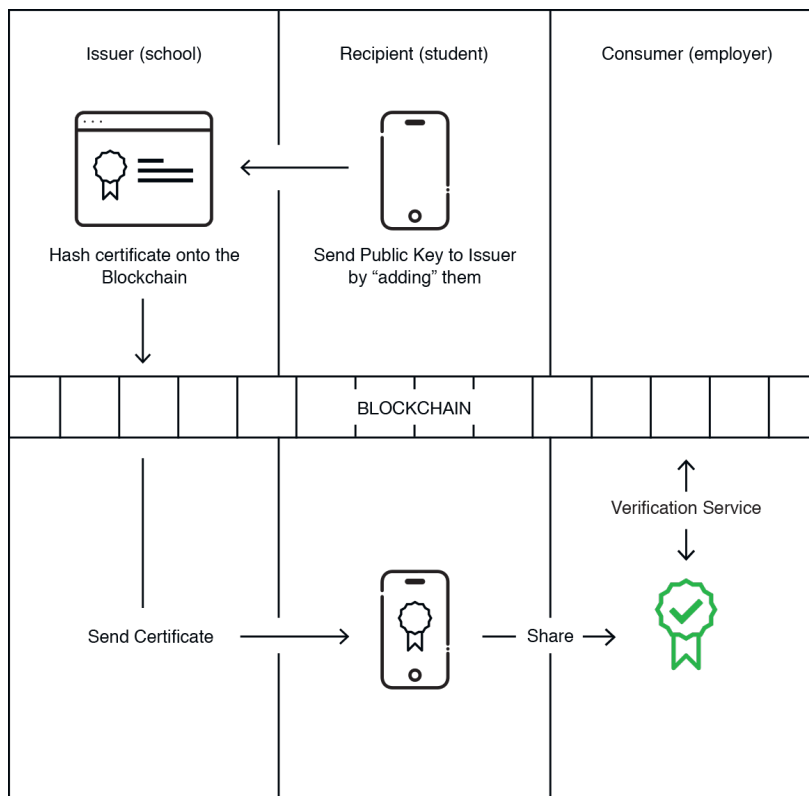 Issuer (school)
Recipient (student)
Consumer (employer)
Hash certificate onto the
Blockchain
Send Public Key to Issuer
by “adding” them
BLOCKCHAIN
Verification Service
Send Certificate
Share